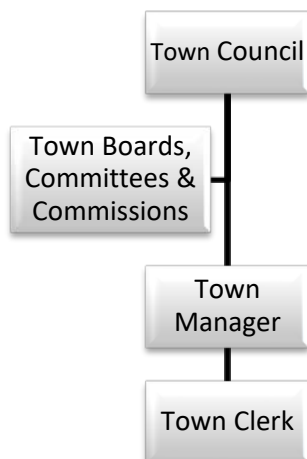 Town Council
Town Boards,
Committees &
Commissions
Town
Manager
Town Clerk